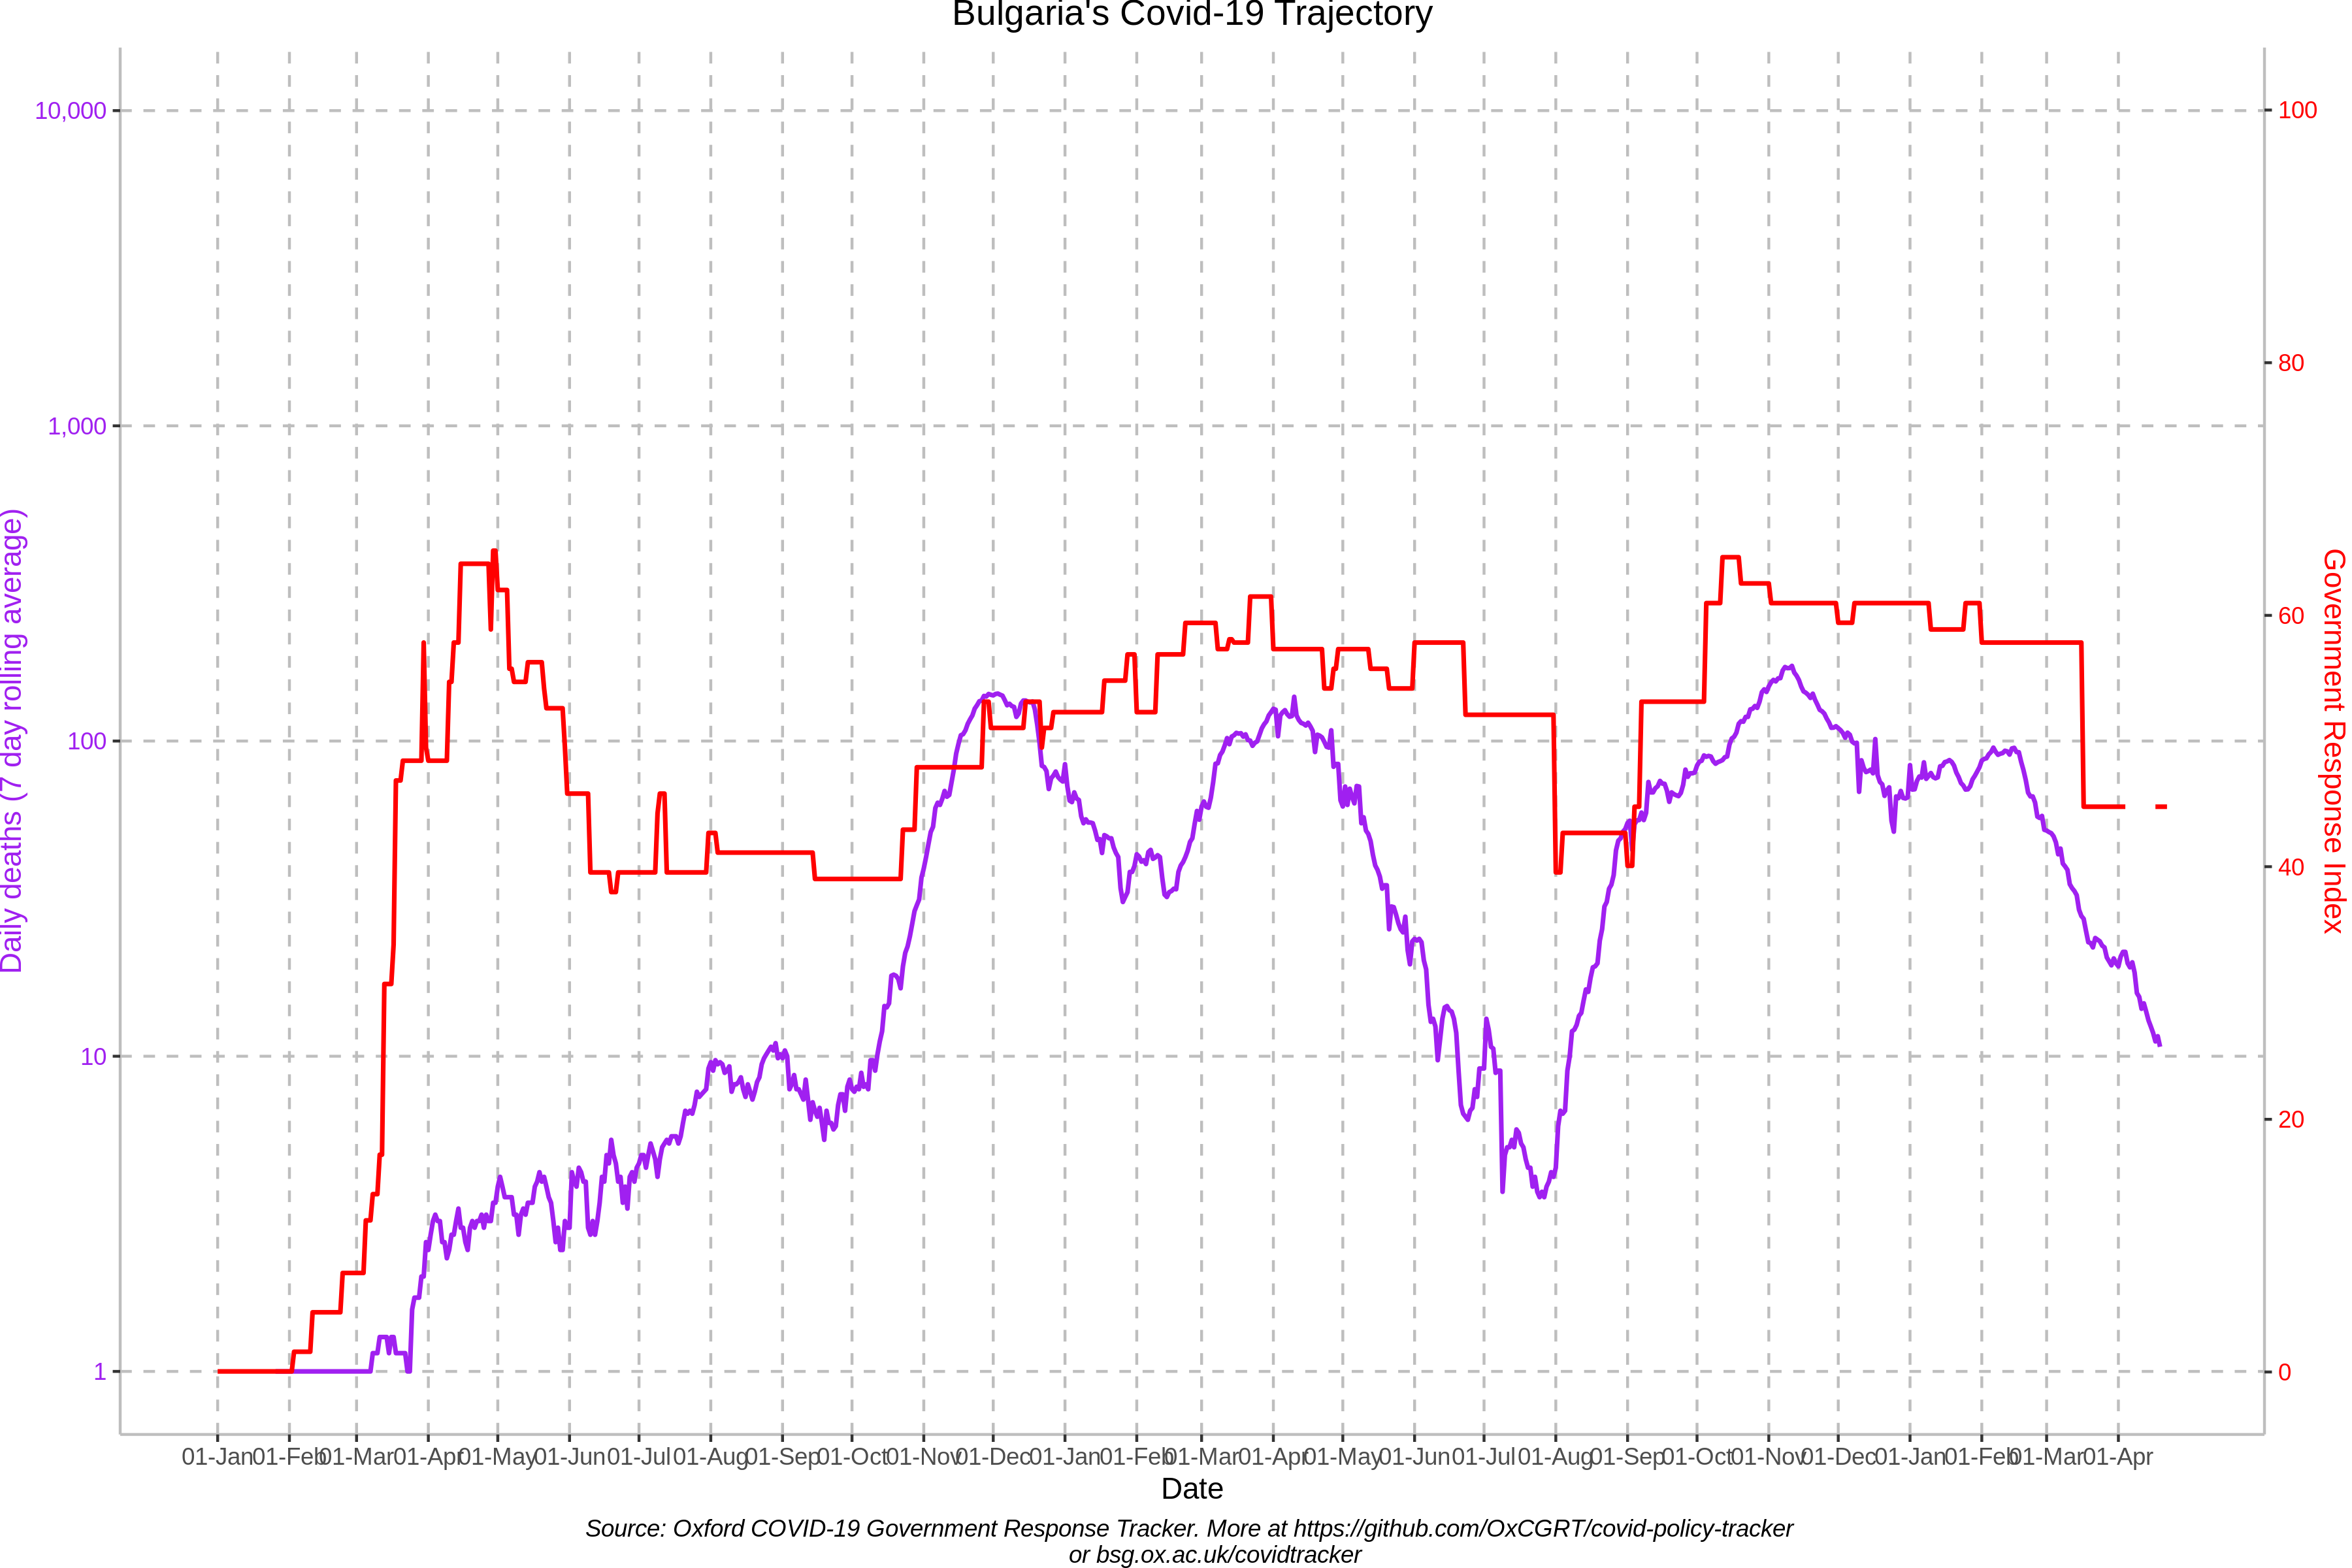 Bulgaria's Covid-19 Trajectory
10,000
1,000
100
10
1
Daily deaths (7 day rolling average)
100
80
60
40
20
0
Government Response Index
01-Jan 01-Feb 01-Mar 01-Apr 01-May 01-Jun 01-Jul 01-Aug 01-Sep 01-Oct 01-Nov 01-Dec 01-Jan 01-Feb 01-Mar 01-Apr 01-May 01-Jun 01-Jul 01-Aug 01-Sep 01-Oct 01-Nov 01-Dec 01-Jan 01-Feb 01-Mar 01-Apr
Date
Source: Oxford COVID-19 Government Response Tracker. More at https://github.com/OxCGRT/covid-policy-tracker
or bsg.ox.ac.uk/covidtracker